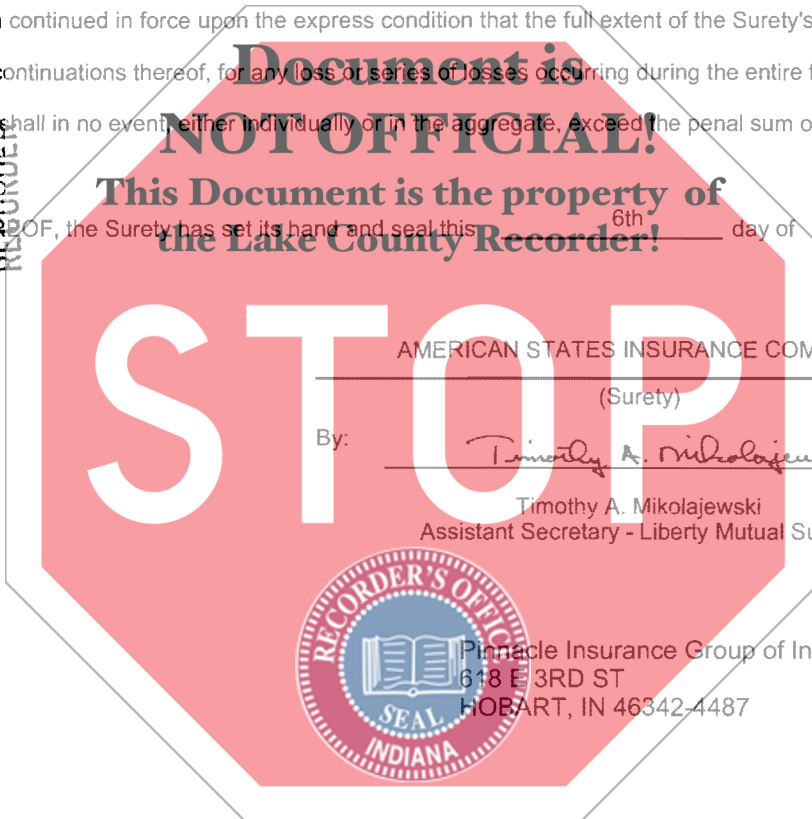 continued in force upon the express condition that the full extent of the Surety's
Document is
continuations thereof, for any loss or series of losses occurring during the entire
NOT OFFICIAL!
shall in no event, either individually or in the aggregate, exceed the penal sum
This Document is the property of
OF, the Surety has set its hand and seal this 6th day of
the Lake County Recorder!
RECORDER
STOP
AMERICAN STATES INSURANCE COM
(Surety)
By: Timothy A. Mikolajew
Timothy A. Mikolajewski
Assistant Secretary - Liberty Mutual Su
RECORDER'S OFFICE
SEAL
INDIANA
Pinnacle Insurance Group of In
618 E 3RD ST
HOBART, IN 46342-4487